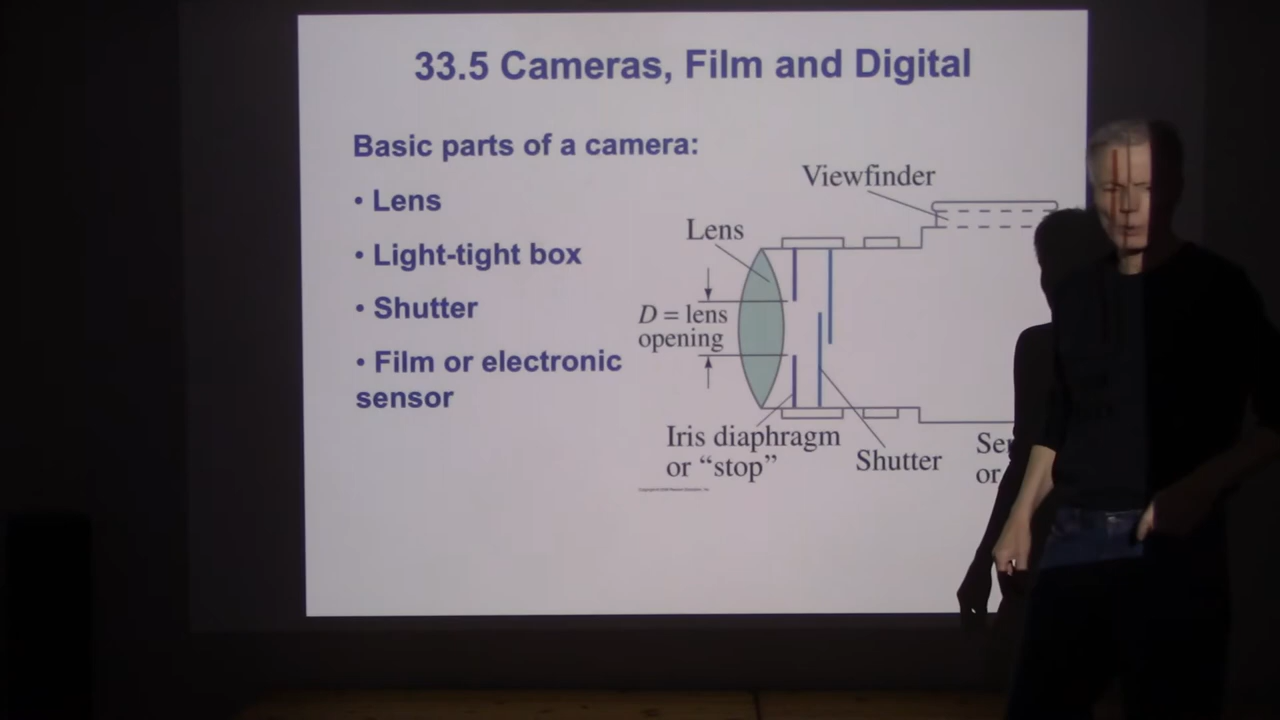 33.5 Cameras, Film and Digital
Basic parts of a camera:
• Lens
• Light-tight box
• Shutter
• Film or electronic
sensor
Viewfinder
Lens
D = lens
opening
Iris diaphragm
or “stop”
Shutter
or